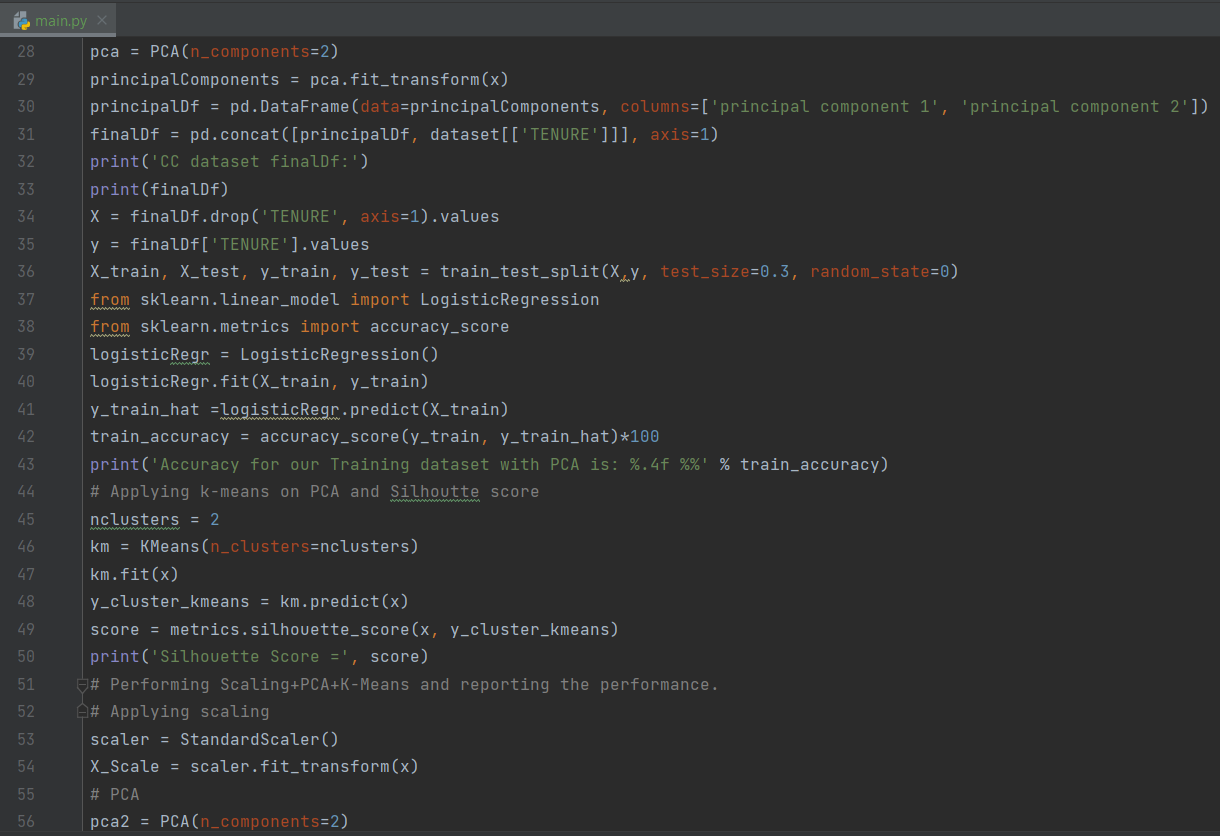 main.py
28 pca = PCA(n_components=2)
29 principalComponents = pca.fit_transform(x)
30 principalDf = pd.DataFrame(data=principalComponents, columns=['principal component 1', 'principal component 2'])
31 finalDf = pd.concat([principalDf, dataset[['TENURE']]], axis=1)
32 print('CC dataset finalDf:')
33 print(finalDf)
34 X = finalDf.drop('TENURE', axis=1).values
35 y = finalDf['TENURE'].values
36 X_train, X_test, y_train, y_test = train_test_split(X,y, test_size=0.3, random_state=0)
37 from sklearn.linear_model import LogisticRegression
38 from sklearn.metrics import accuracy_score
39 logisticRegr = LogisticRegression()
40 logisticRegr.fit(X_train, y_train)
41 y_train_hat =logisticRegr.predict(X_train)
42 train_accuracy = accuracy_score(y_train, y_train_hat)*100
43 print('Accuracy for our Training dataset with PCA is: %.4f %%' % train_accuracy)
44 # Applying k-means on PCA and Silhoutte score
45 nclusters = 2
46 km = KMeans(n_clusters=nclusters)
47 km.fit(x)
48 y_cluster_kmeans = km.predict(x)
49 score = metrics.silhouette_score(x, y_cluster_kmeans)
50 print('Silhouette Score =', score)
51 # Performing Scaling+PCA+K-Means and reporting the performance.
52 # Applying scaling
53 scaler = StandardScaler()
54 X_Scale = scaler.fit_transform(x)
55 # PCA
56 pca2 = PCA(n_components=2)